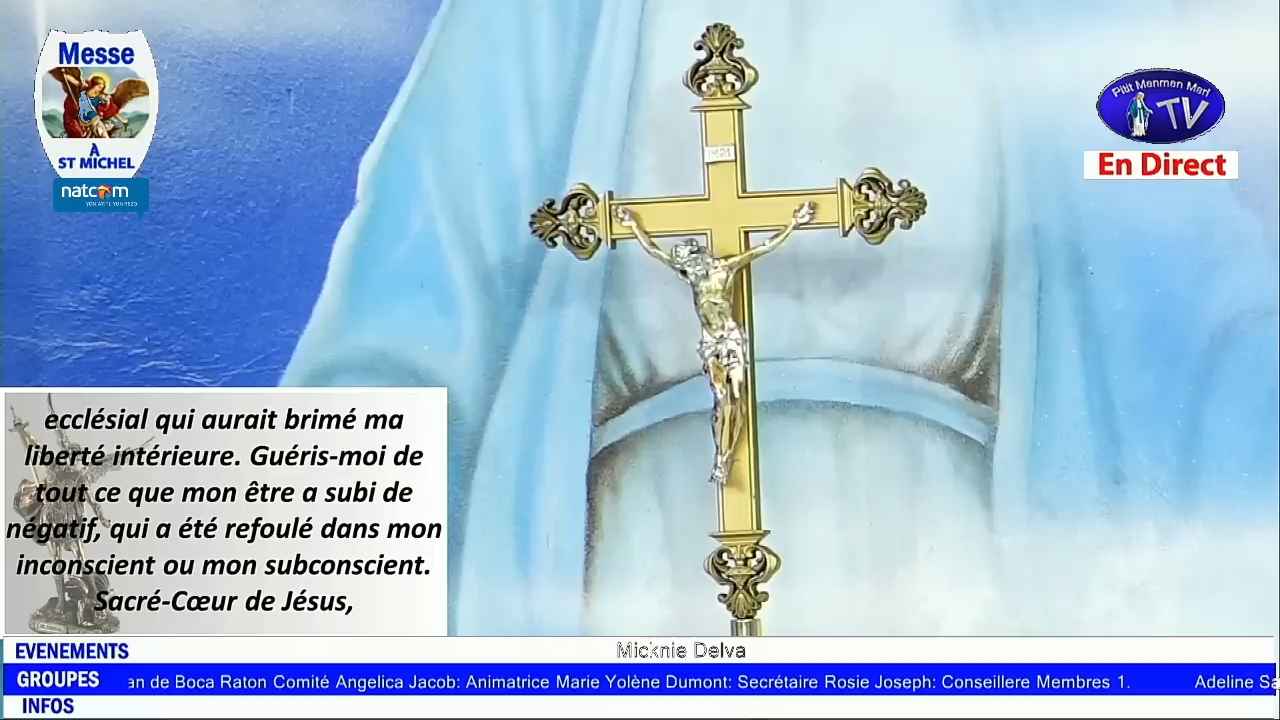 Messe
À
ST MICHEL
natcom
Pitit Manman Mari
TV
En Direct
INRI
ecclésial qui aurait brimé ma
liberté intérieure. Guéris-moi de
tout ce que mon être a subi de
négatif, qui a été refoulé dans mon
inconscient ou mon subconscient.
Sacré-Cœur de Jésus,
EVENEMENTS
Micknie Delva
GROUPES
an de Boca Raton Comité Angelica Jacob: Animatrice Marie Yolène Dumont: Secrétaire Rosie Joseph: Conseillere Membres 1. Adeline
INFOS